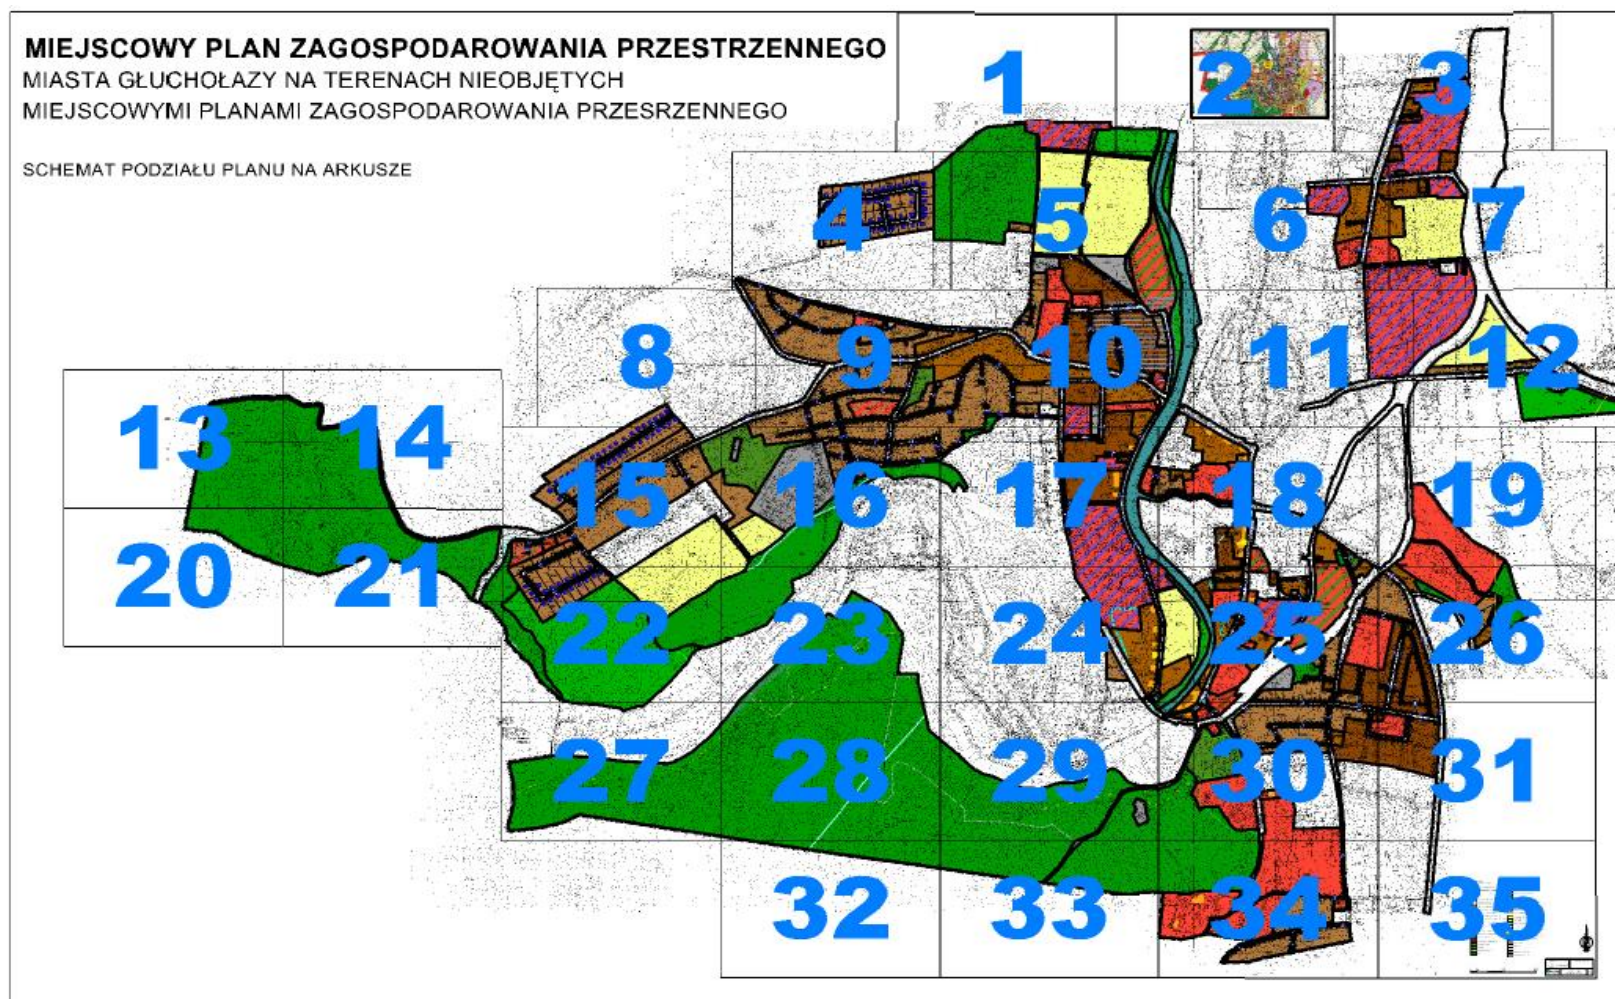 MIEJSCOWY PLAN ZAGOSPODAROWANIA PRZESTRZENNEGO
MIASTA GŁUCHOŁAZY NA TERENACH NIEOBJĘTYCH
MIEJSCOWYMI PLANAMI ZAGOSPODAROWANIA PRZESRZENNEGO
SCHEMAT PODZIAŁU PLANU NA ARKUSZE
1 2 3
4 5 6 7
8 9 10 11 12
13 14
15 16 17 18 19
20 21
22 23 24 25 26
27 28 29 30 31
32 33 34 35